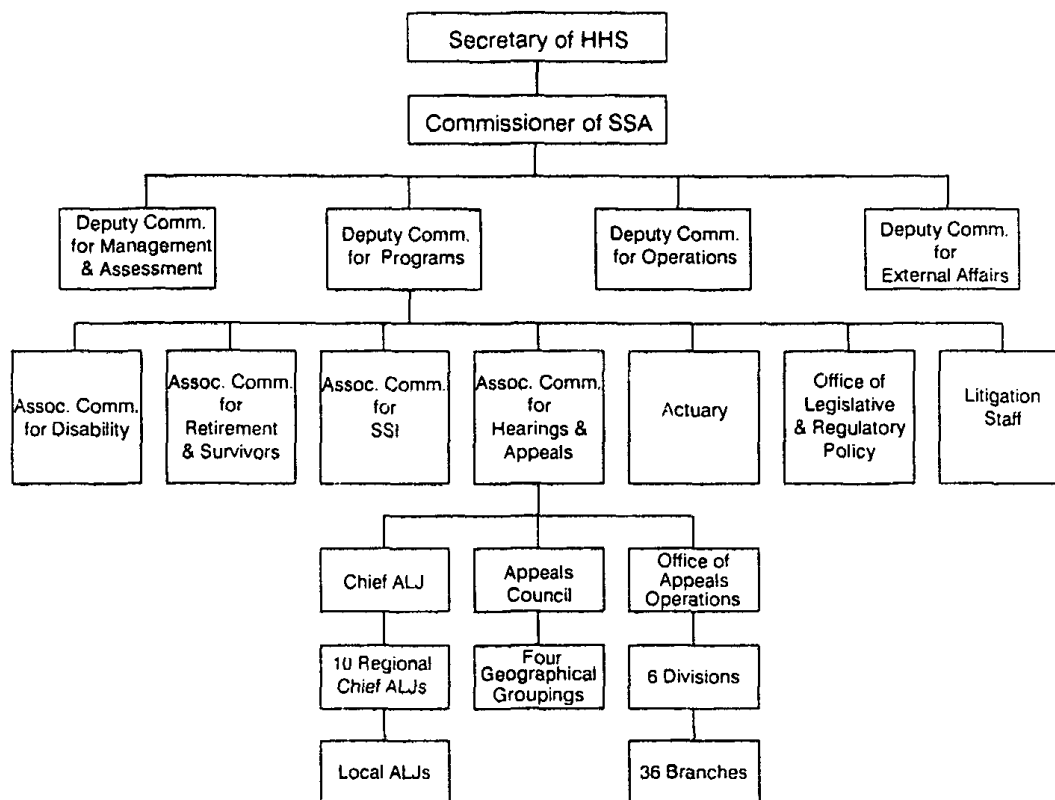 Secretary of HHS
Commissioner of SSA
Deputy Comm.
for Management
& Assessment
Deputy Comm.
for Programs
Deputy Comm.
for Operations
Deputy Comm.
for
External Affairs
Assoc. Comm.
for Disability
Assoc. Comm.
for
Retirement
& Survivors
Assoc. Comm.
for
SSI
Assoc. Comm.
for
Hearings &
Appeals
Actuary
Office of
Legislative
& Regulatory
Policy
Litigation
Staff
Chief ALJ
Appeals
Council
Office of
Appeals
Operations
10 Regional
Chief ALJs
Four
Geographical
Groupings
6 Divisions
Local ALJs
36 Branches